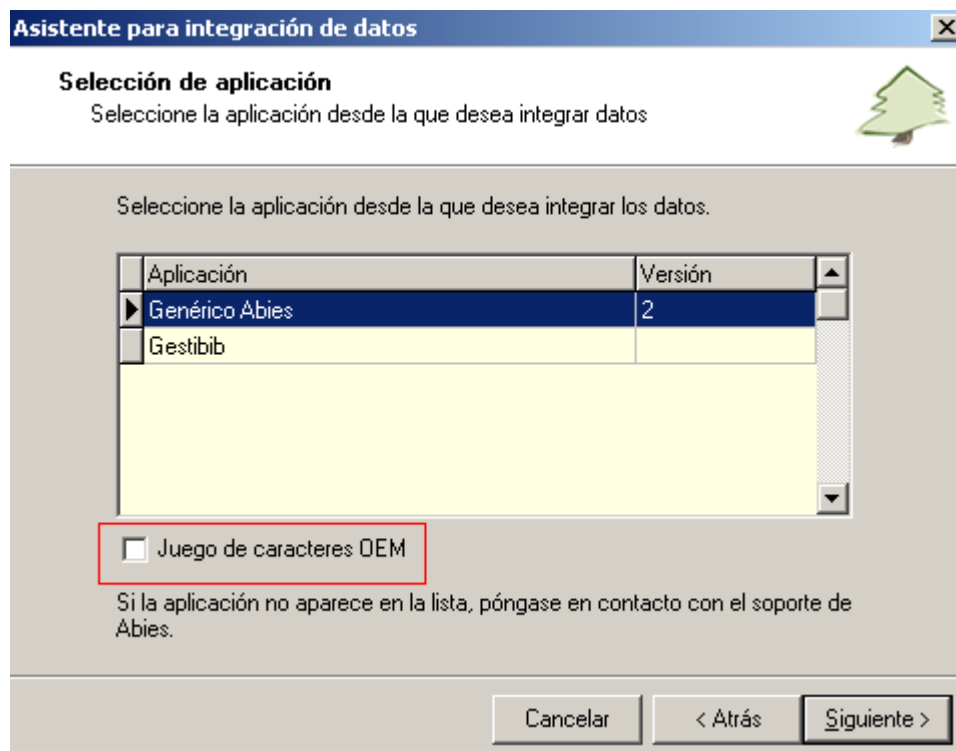 Asistente para integración de datos
Selección de aplicación
Seleccione la aplicación desde la que desea integrar datos
Seleccione la aplicación desde la que desea integrar los datos.
Aplicación Versión
Genérico Abies 2
Gestibib
Juego de caracteres OEM
Si la aplicación no aparece en la lista, póngase en contacto con el soporte de
Abies.
Cancelar < Atrás Siguiente >